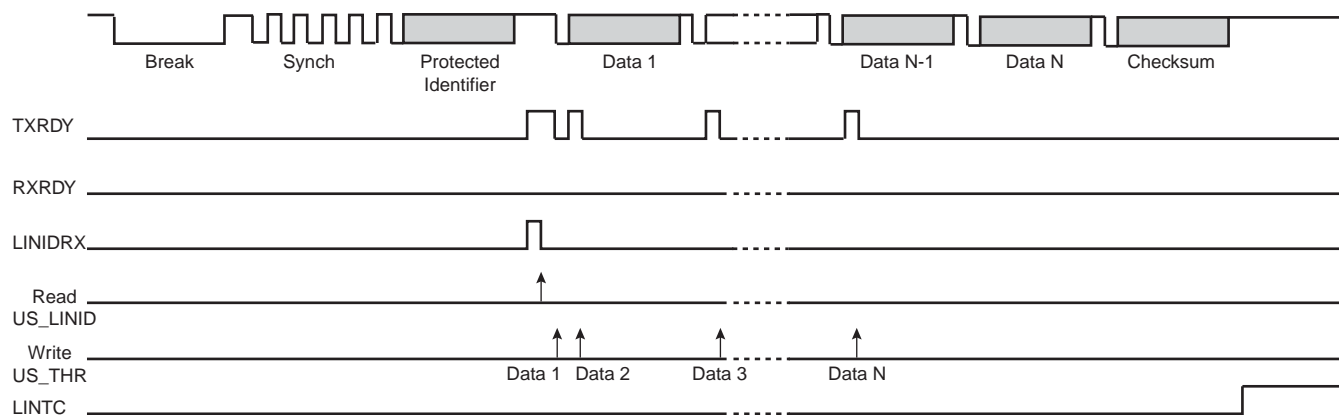 Break
Synch
Protected
Identifier
Data 1
Data N-1
Data N
Checksum
TXRDY
RXRDY
LINIDRX
Read
US_LINID
Write
US_THR
Data 1
Data 2
Data 3
Data N
LINTC